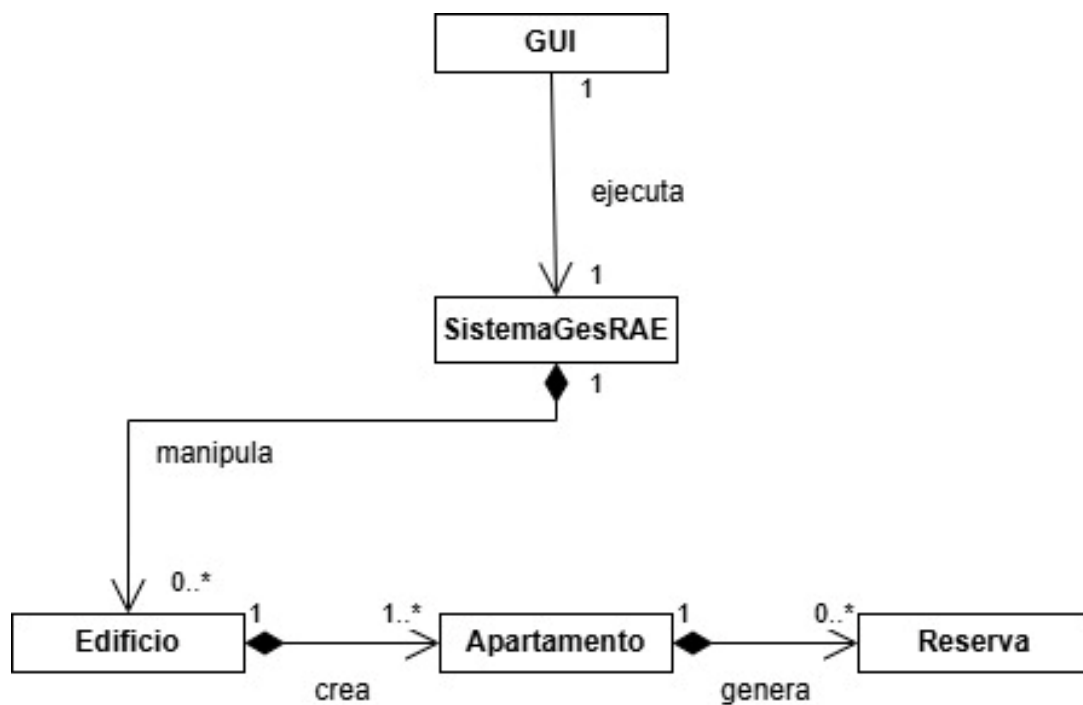 GUI
1
ejecuta
1
SistemaGesRAE
1
manipula
0..*
Edificio
1
crea
1..*
Apartamento
1
genera
0..*
Reserva